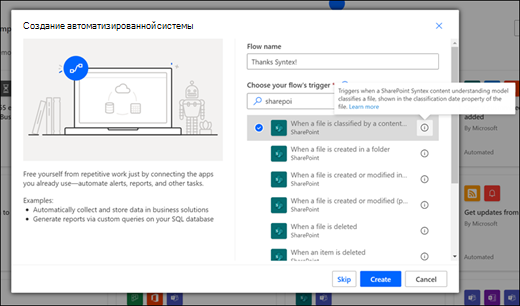 Создание автоматизированной системы
Flow name
Thanks Syntex!
Choose your flow's trigger
sharepoi
Triggers when a SharePoint Syntex content understanding model
classifies a file, shown in the classification date property of the
file. Learn more
When a file is classified by a conten...
SharePoint
When a file is created in a folder
SharePoint
When a file is created or modified in...
SharePoint
When a file is created or modified (p...
SharePoint
When a file is deleted
SharePoint
When an item is deleted
SharePoint
Free yourself from repetitive work just by connecting the apps
you already use—automate alerts, reports, and other tasks.
Examples:
• Automatically collect and store data in business solutions
• Generate reports via custom queries on your SQL database
Skip
Create
Cancel
added
By Microsoft
Automated
Get updates from
By Microsoft
Automated